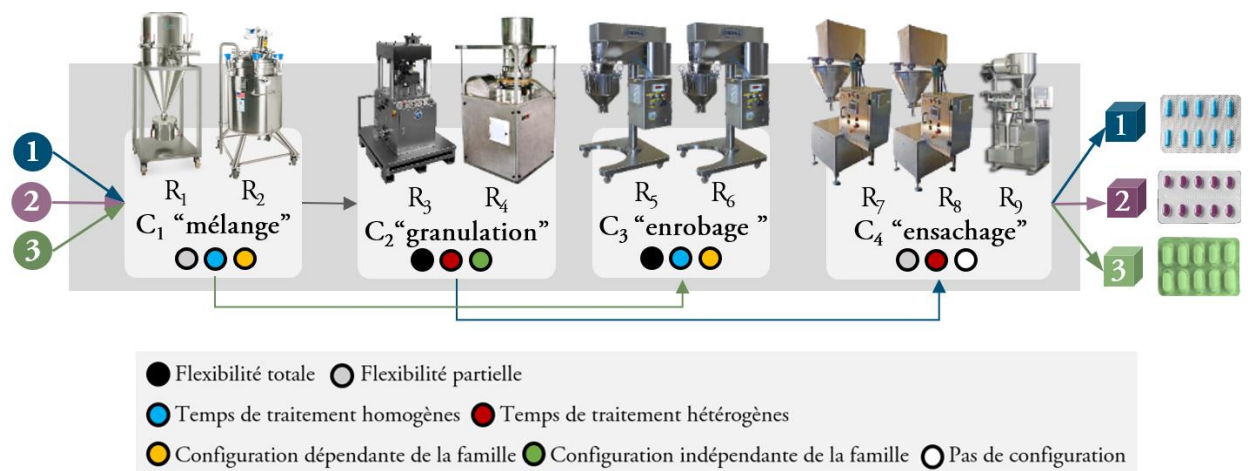 1
2
3
R1 R2
C1 “mélange”
R3 R4
C2 “granulation”
R5 R6
C3 “enrobage ”
R7 R8 R9
C4 “ensachage”
1
2
3
Flexibilité totale Flexibilité partielle
Temps de traitement homogènes Temps de traitement hétérogènes
Configuration dépendante de la famille Configuration indépendante de la famille Pas de configuration